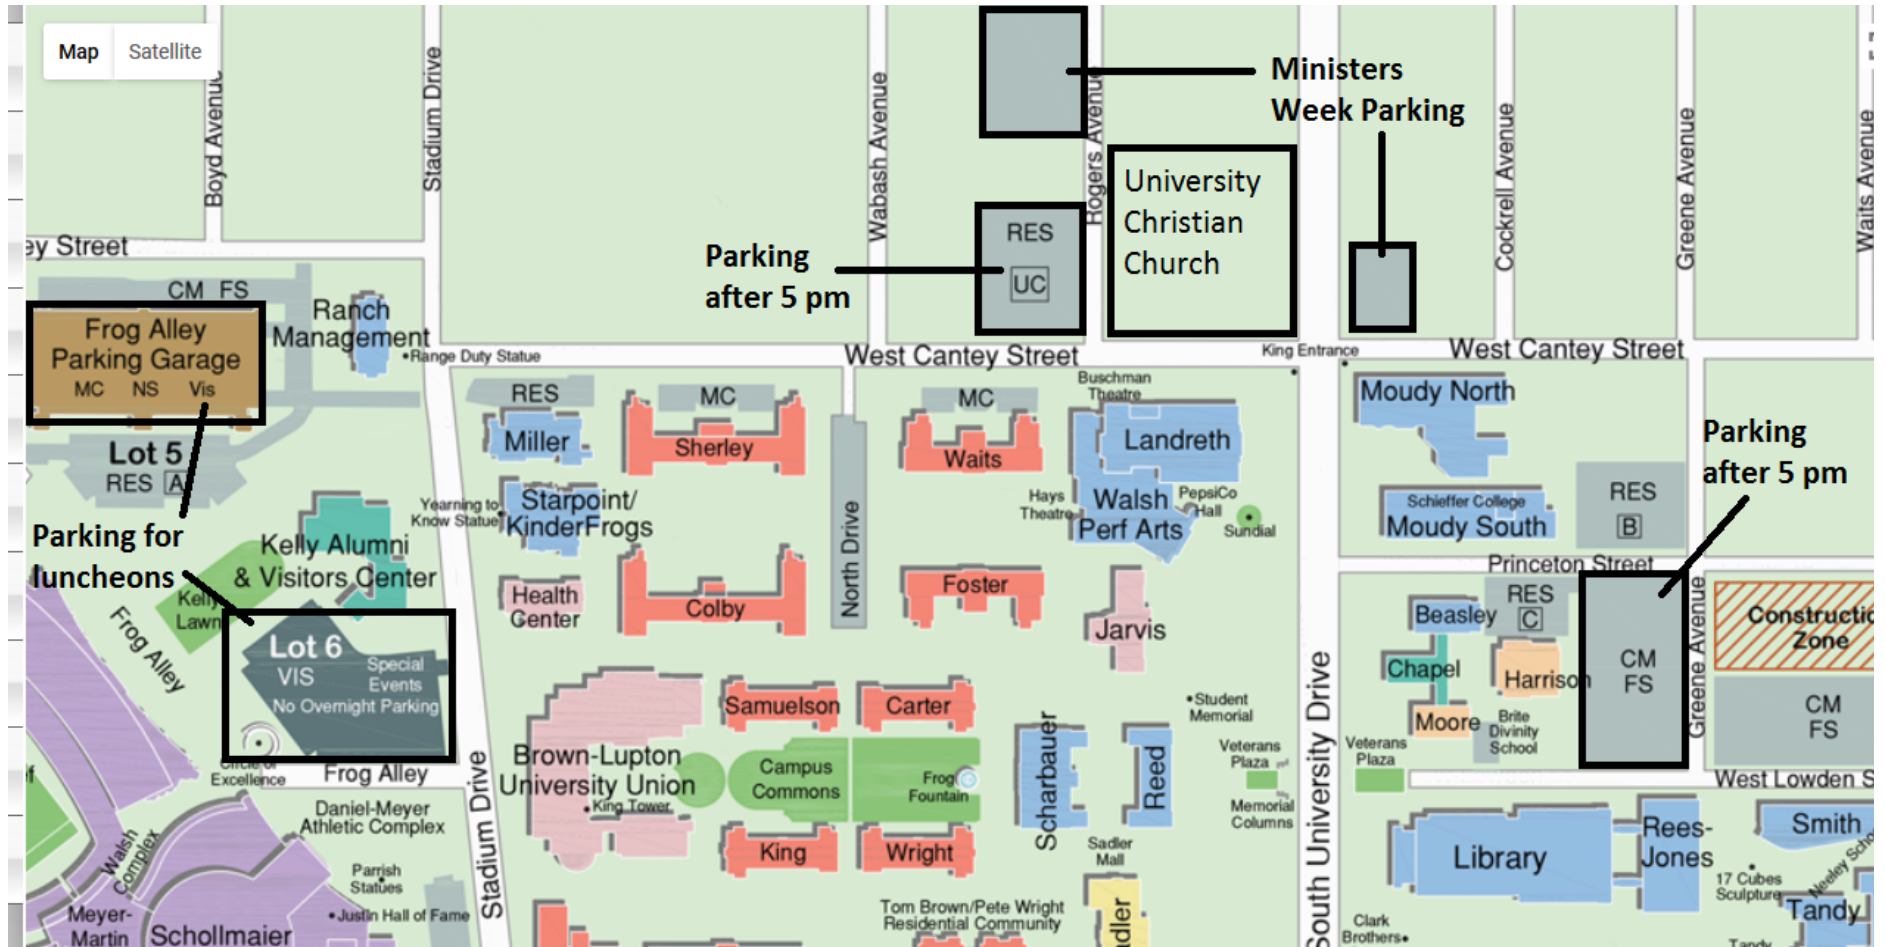 Map
Satellite
Boyd Avenue
Stadium Drive
Wabash Avenue
Rogers Avenue
Ministers
Week Parking
Cockrell Avenue
Greene Avenue
Waits Avenue
University
Christian
Church
RES
UC
Parking
after 5 pm
ey Street
CM FS
Frog Alley
Parking Garage
MC NS Vis
Ranch
Management
Range Duty Statue
West Cantey Street
King Entrance
West Cantey Street
Lot 5
RES A
Parking for
luncheons
RES
Miller
MC
Sherley
MC
Waits
Buschman
Theatre
Landreth
Hays
Theatre
Walsh
Perf Arts
PepsiCo
Hall
Sundial
Moudy North
Schieffer College
Moudy South
RES
B
Parking
after 5 pm
Yearning to
Know Statue
Starpoint/
KinderFrogs
North Drive
Kelly Alumni
& Visitors Center
Kelly
Lawn
Frog Alley
Health
Center
Colby
Foster
Jarvis
Princeton Street
Beasley
RES
C
Chapel
Harrison
Moore
Brite
Divinity
School
CM
FS
Greene Avenue
Construction
Zone
CM
FS
Lot 6
VIS
Special
Events
No Overnight Parking
Circle of
Excellence
Frog Alley
Stadium Drive
Brown-Lupton
University Union
King Tower
Samuelson
Carter
Campus
Commons
Frog
Fountain
King
Wright
Scharbauer
Reed
Student
Memorial
Veterans
Plaza
Memorial
Columns
South University Drive
Veterans
Plaza
West Lowden S
Daniel-Meyer
Athletic Complex
Walsh
Complex
Parrish
Statues
Justin Hall of Fame
Meyer-
Martin
Schollmaier
Sadler
Mall
adler
Tom Brown/Pete Wright
Residential Community
Library
Rees-
Jones
Smith
17 Cubes
Sculpture
Neeley Schoo
Tandy
Tandy
Clark
Brothers